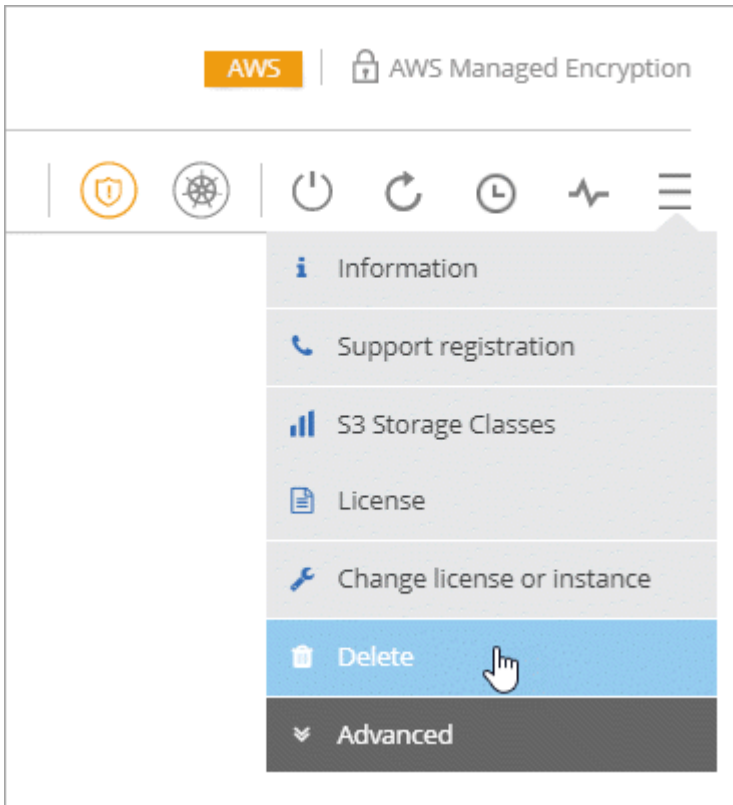 AWS
AWS Managed Encryption
Information
Support registration
S3 Storage Classes
License
Change license or instance
Delete
Advanced